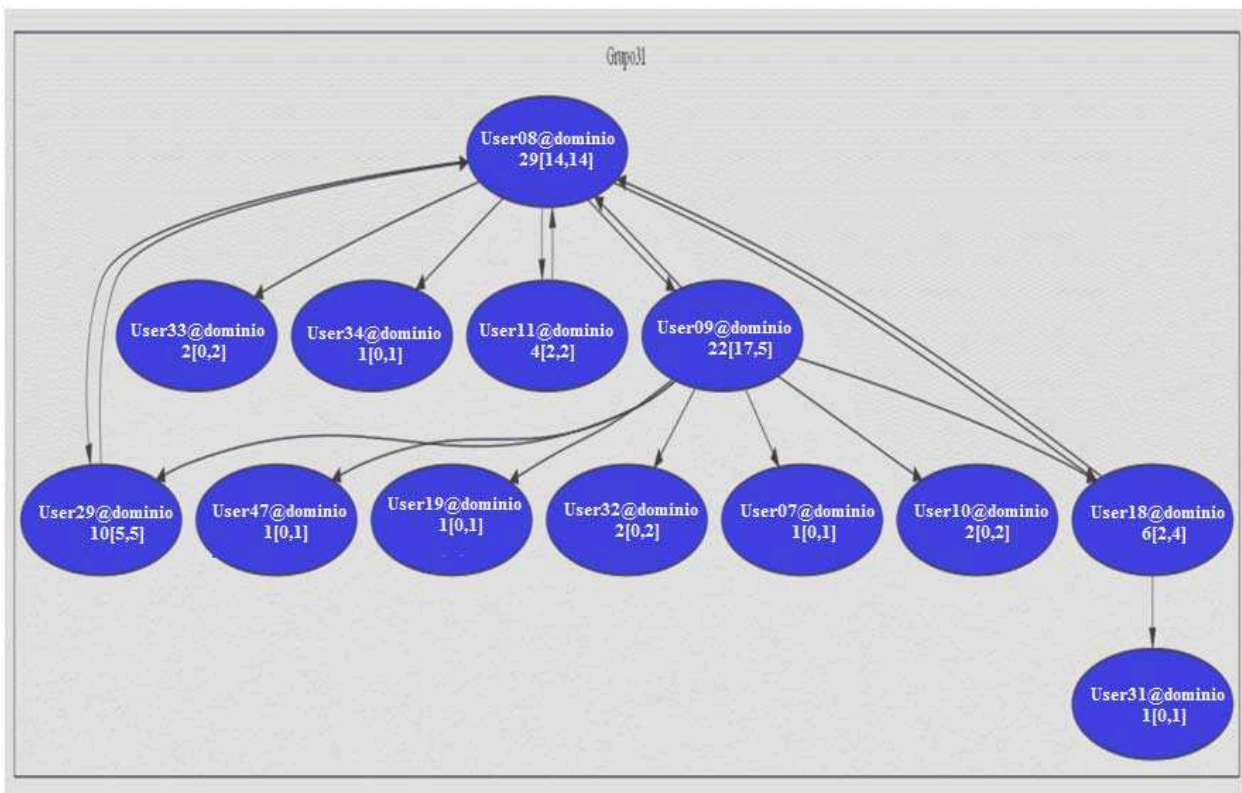 Grupo31
User08@dominio
29[14,14]
User33@dominio
2[0,2]
User34@dominio
1[0,1]
User11@dominio
4[2,2]
User09@dominio
22[17,5]
User29@dominio
10[5,5]
User47@dominio
1[0,1]
User19@dominio
1[0,1]
User32@dominio
2[0,2]
User07@dominio
1[0,1]
User10@dominio
2[0,2]
User18@dominio
6[2,4]
User31@dominio
1[0,1]